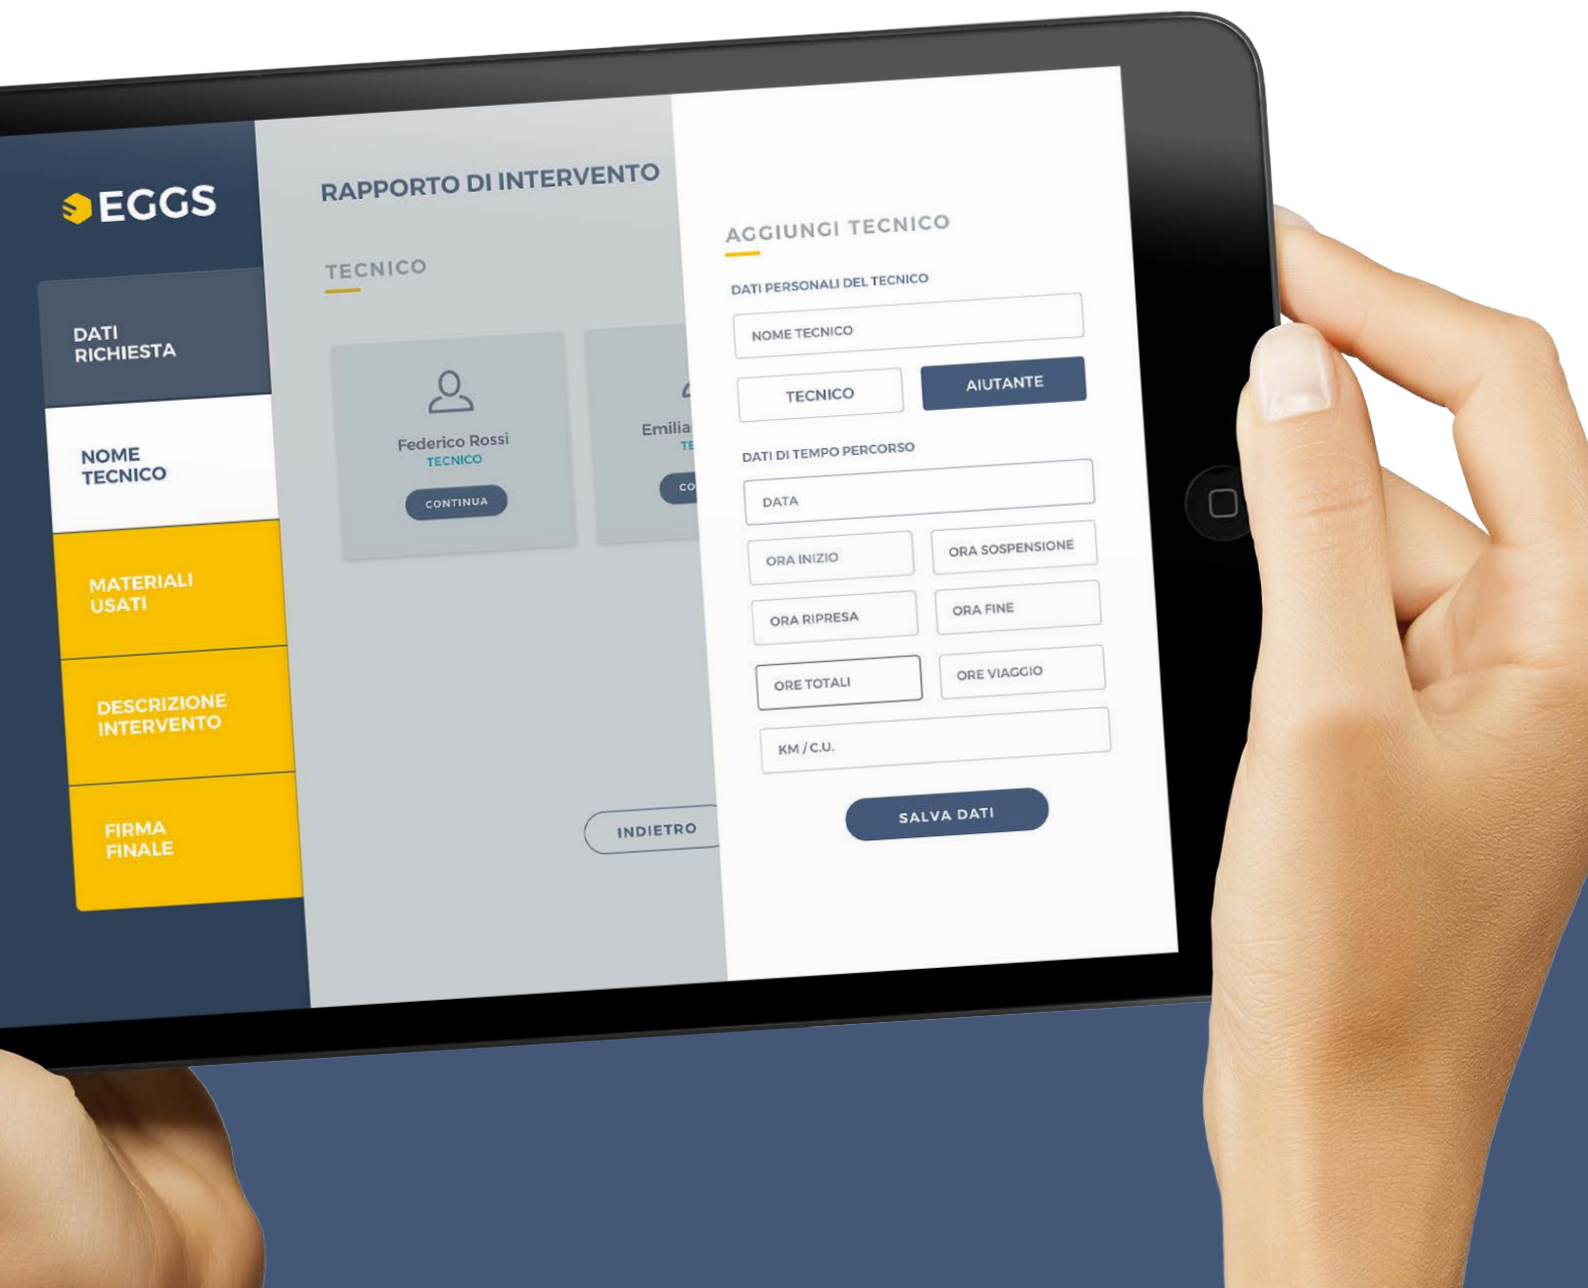 EGGS
DATI
RICHIESTA
NOME
TECNICO
MATERIALI
USATI
DESCRIZIONE
INTERVENTO
FIRMA
FINALE
RAPPORTO DI INTERVENTO
TECNICO
Federico Rossi
TECNICO
CONTINUA
Emilia
TE
CO
INDIETRO
AGGIUNGI TECNICO
DATI PERSONALI DEL TECNICO
NOME TECNICO
TECNICO
AIUTANTE
DATI DI TEMPO PERCORSO
DATA
ORA INIZIO
ORA SOSPENSIONE
ORA RIPRESA
ORA FINE
ORE TOTALI
ORE VIAGGIO
KM / C.U.
SALVA DATI